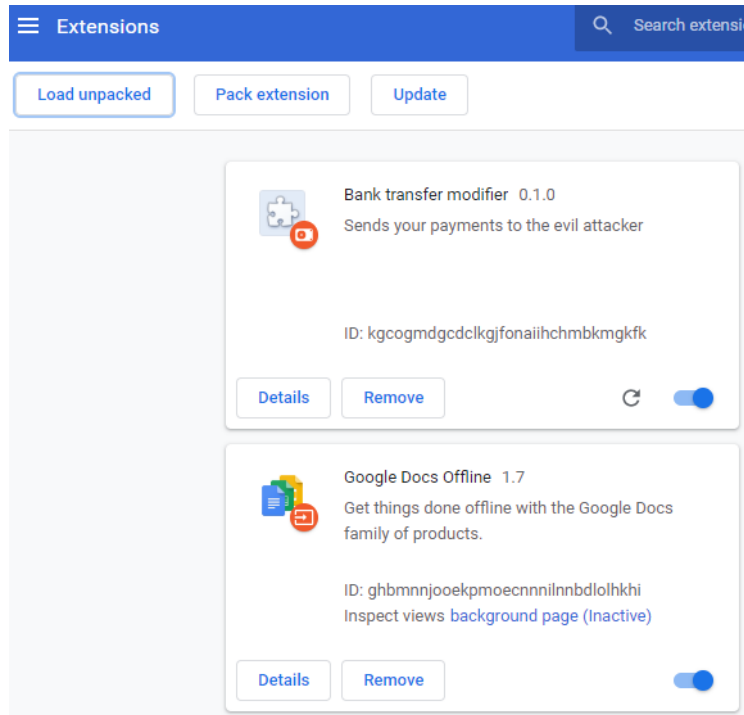 Extensions
Search extensi
Load unpacked Pack extension Update
Bank transfer modifier 0.1.0
Sends your payments to the evil attacker
ID: kgcogmdgcdclkgjfonaiihchmbkmgkfk
Details Remove
Google Docs Offline 1.7
Get things done offline with the Google Docs
family of products.
ID: ghbmnnjooekpmoecnnnilnnbdlolhkhi
Inspect views background page (Inactive)
Details Remove